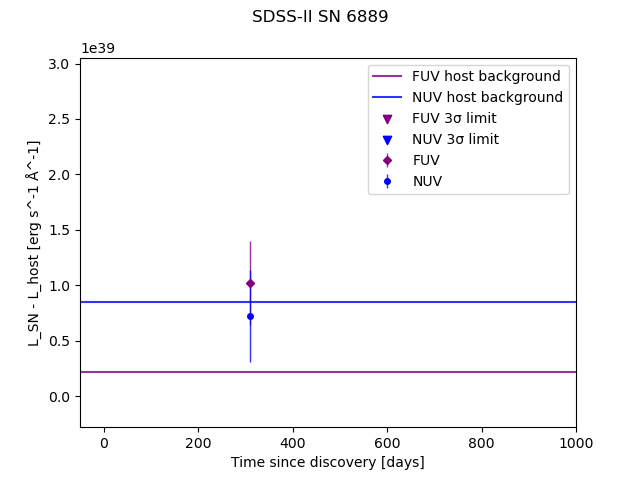 SDSS-II SN 6889
1e39
3.0
2.5
2.0
1.5
1.0
0.5
0.0
L_SN - L_host [erg s^-1 Å^-1]
FUV host background
NUV host background
FUV 3σ limit
NUV 3σ limit
FUV
NUV
0 200 400 600 800 1000
Time since discovery [days]